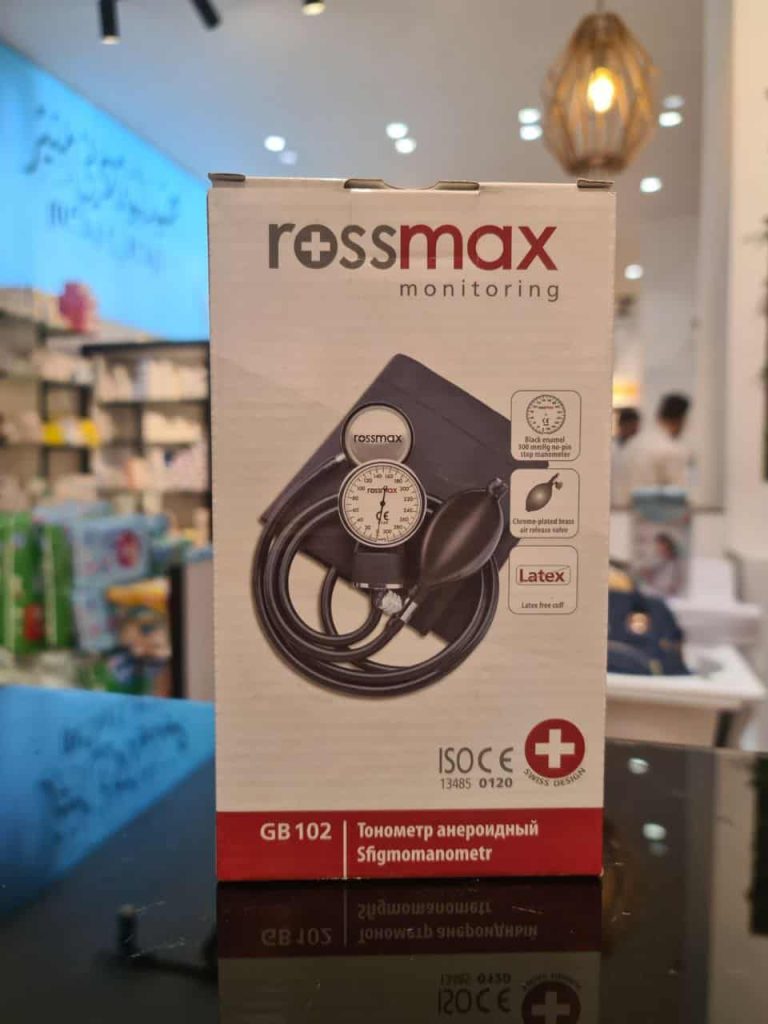 rossmax
monitoring
rossmax
rossmax
Black enamel
300 mmHg no-pin
stop manometer
Chrome-plated brass
air release valve
Latex
Latex free cuff
ISO CE
13485 0120
SWISS DESIGN
GB 102
Тонометр анероидный
Sfigmomanometr